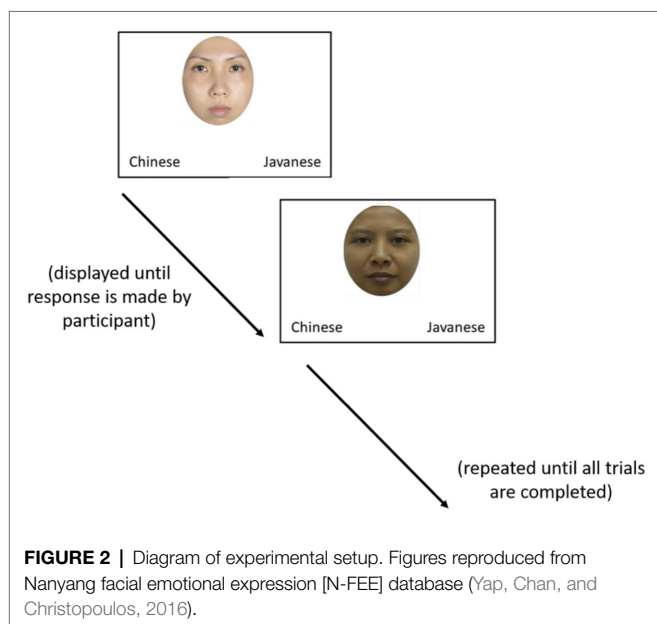 Chinese Javanese
(displayed until
response is made by
participant)
Chinese Javanese
(repeated until all trials
are completed)
FIGURE 2 | Diagram of experimental setup. Figures reproduced from
Nanyang facial emotional expression [N-FEE] database (Yap, Chan, and
Christopoulos, 2016).